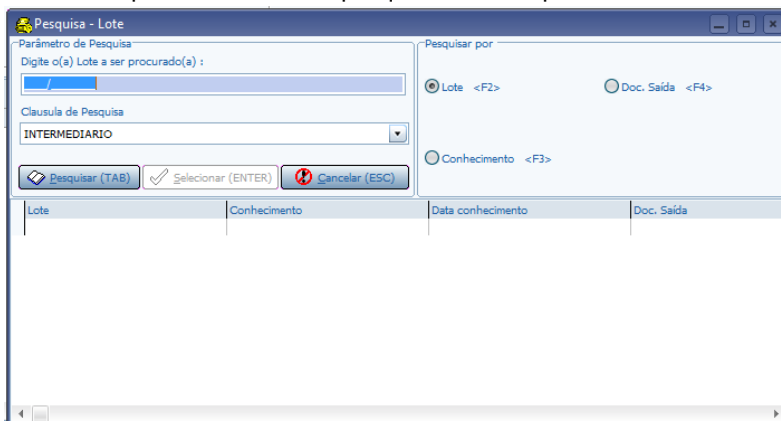 Pesquisa - Lote
Parâmetro de Pesquisa
Digite o(a) Lote a ser procurado(a) :
/
Clausula de Pesquisa
INTERMEDIARIO
Pesquisar (TAB) Selecionar (ENTER) Cancelar (ESC)
Pesquisar por
Lote <F2> Doc. Saída <F4>
Conhecimento <F3>
Lote Conhecimento Data conhecimento Doc. Saída